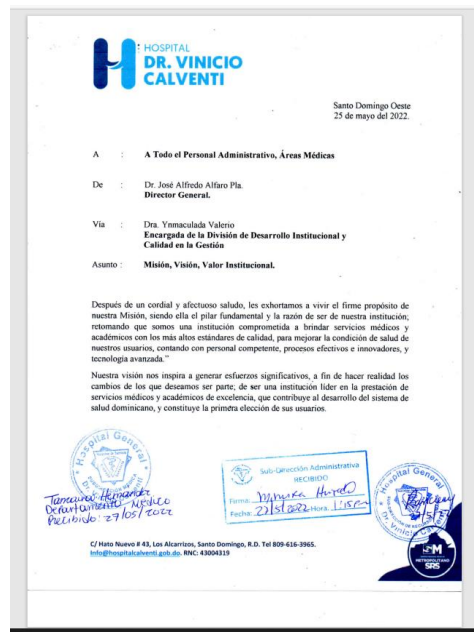 HOSPITAL
DR. VINICIO
CALVENTI
Santo Domingo Oeste
25 de mayo del 2022.
A : A Todo el Personal Administrativo, Áreas Médicas
De : Dr. José Alfredo Alfaro Pla.
Director General.
Vía : Dra. Ynmaculada Valerio
Encargada de la División de Desarrollo Institucional y
Calidad en la Gestión
Asunto : Misión, Visión, Valor Institucional.
Después de un cordial y afectuoso saludo, les exhortamos a vivir el firme propósito de
nuestra Misión, siendo ella el pilar fundamental y la razón de ser de nuestra institución;
retomando que somos una institución comprometida a brindar servicios médicos y
académicos con los más altos estándares de calidad, para mejorar la condición de salud de
nuestros usuarios, contando con personal competente, procesos efectivos e innovadores, y
tecnología avanzada.”
Nuestra visión nos inspira a generar esfuerzos significativos, a fin de hacer realidad los
cambios de los que deseamos ser parte; de ser una institución líder en la prestación de
servicios médicos y académicos de excelencia, que contribuye al desarrollo del sistema de
salud dominicano, y constituye la primera elección de sus usuarios.
Hospital General
Hernandez
Departamento Médico
Recibido: 27/05/2022
Sub-Dirección Administrativa
RECIBIDO
Firma:
Fecha: 27/5/2022 Hora. 1:15
Hospital General
Dr. Vinicio
C/ Hato Nuevo # 43, Los Alcarrizos, Santo Domingo, R.D. Tel 809-616-3965.
Info@hospitalcalventi.gob.do. RNC: 43004319
METROPOLITANO
SRS